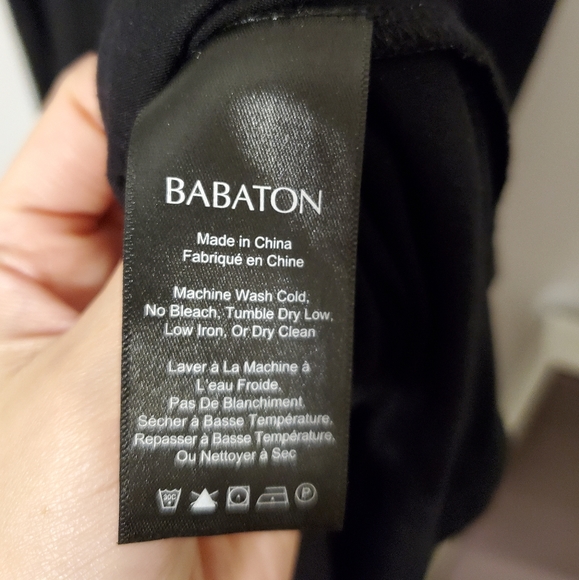 BABATON
Made in China
Fabriqué en Chine
Machine Wash Cold,
No Bleach, Tumble Dry Low,
Low Iron, Or Dry Clean
Laver à La Machine à
L'eau Froide,
Pas De Blanchiment,
Sécher à Basse Température,
Repasser à Basse Température,
Ou Nettoyer à Sec
30C P